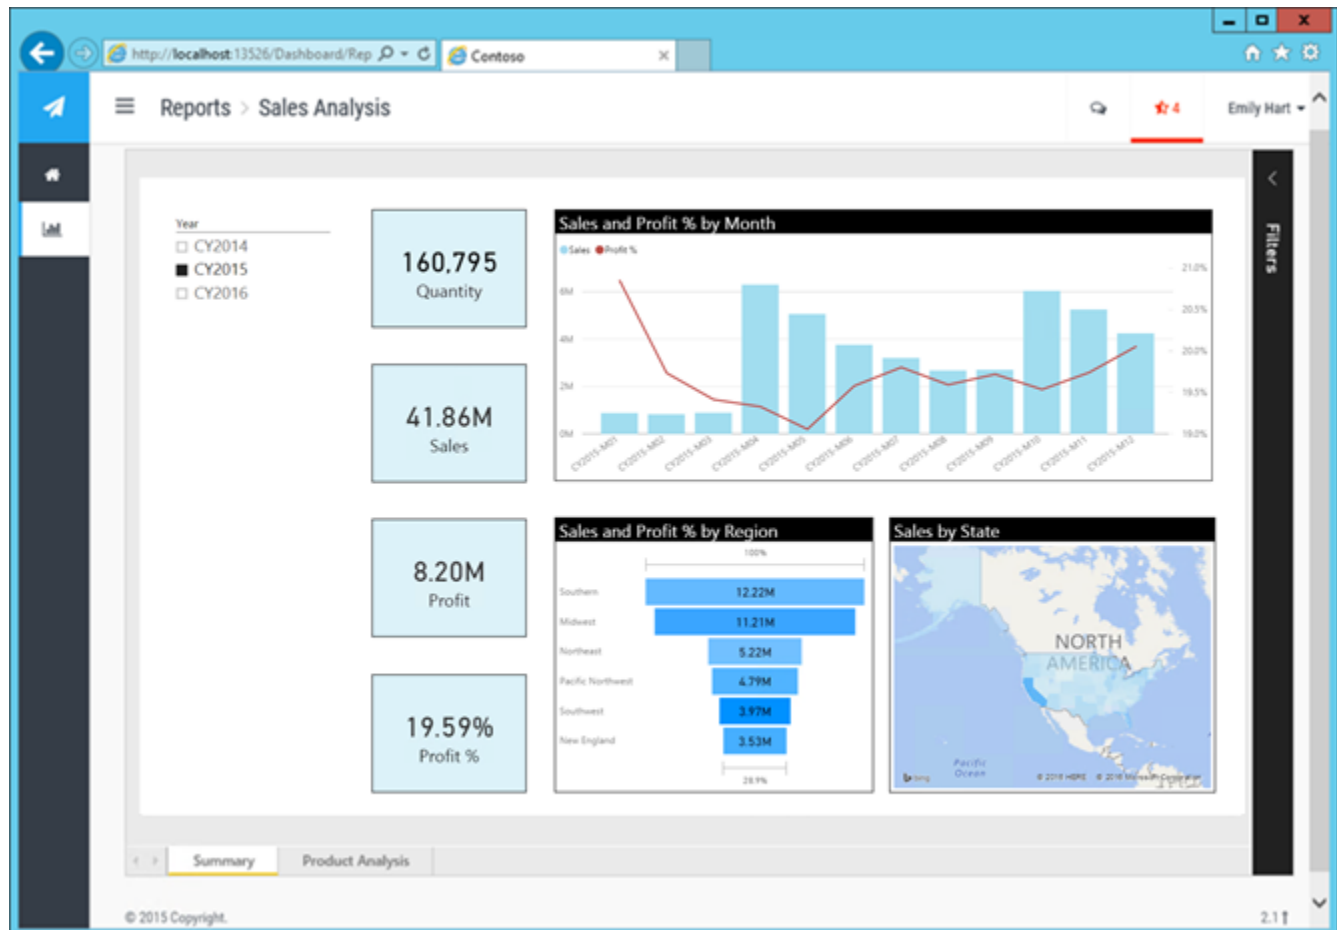 http://localhost:13526/Dashboard/Rep
Contoso
Reports > Sales Analysis
4
Emily Hart
Filters
Year
CY2014
CY2015
CY2016
160,795
Quantity
41.86M
Sales
8.20M
Profit
19.59%
Profit %
Sales and Profit % by Month
Sales Profit %
6M
4M
2M
0M
21.0%
20.5%
20.0%
19.5%
19.0%
CY2015-M01
CY2015-M02
CY2015-M03
CY2015-M04
CY2015-M05
CY2015-M06
CY2015-M07
CY2015-M08
CY2015-M09
CY2015-M10
CY2015-M11
CY2015-M12
Sales and Profit % by Region
100%
Southern 12.22M
Midwest 11.21M
Northeast 5.22M
Pacific Northwest 4.79M
Southwest 3.97M
New England 3.53M
28.9%
Sales by State
NORTH
AMERICA
Pacific
Ocean
bing
© 2016 HERE © 2016 Microsoft Corporation
Summary
Product Analysis
© 2015 Copyright.
2.1